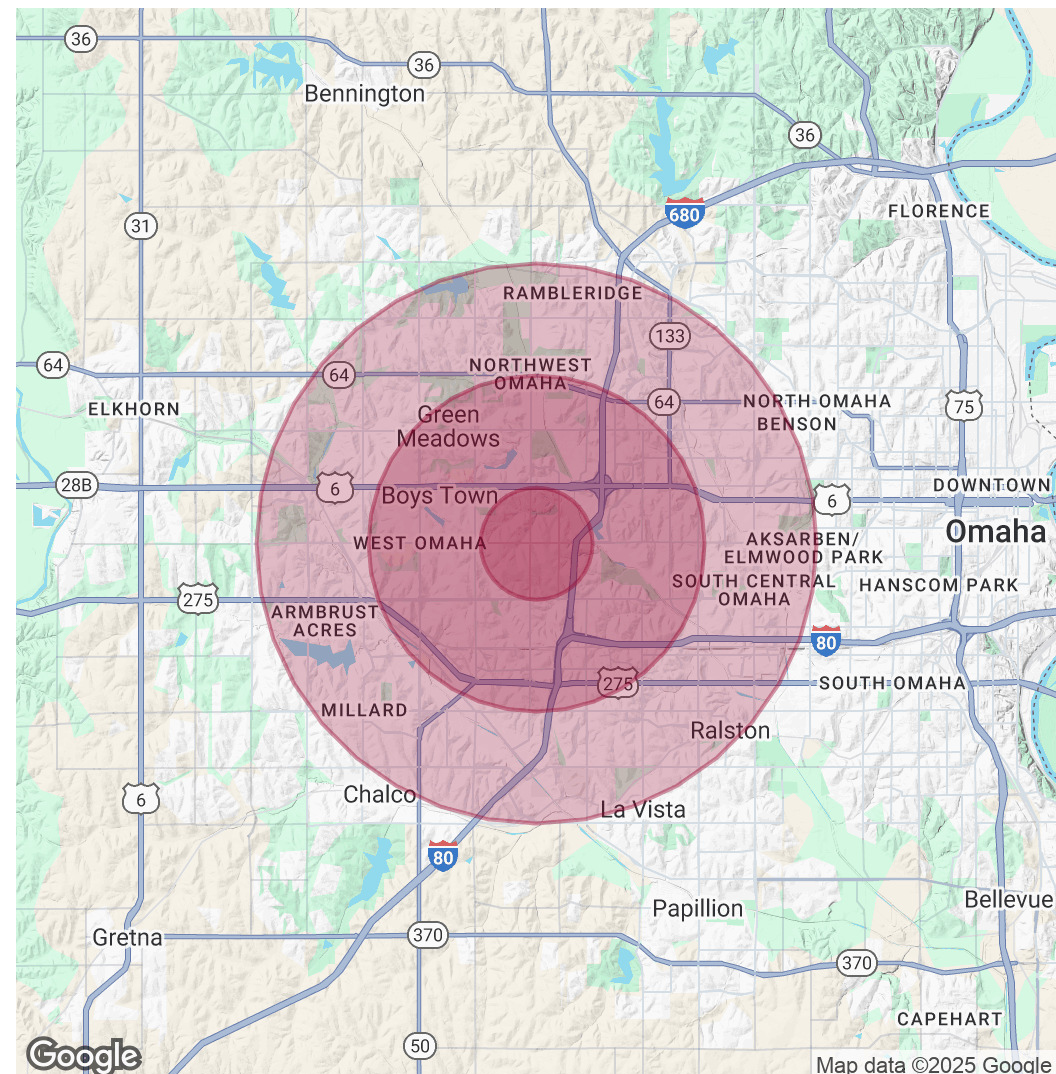 36
36
Bennington
36
680
FLORENCE
31
RAMBLERIDGE
133
64
NORTHWEST
OMAHA
64
64
NORTH OMAHA
ELKHORN
Green
Meadows
75
BENSON
28B
6
Boys Town
6
DOWNTOWN
WEST OMAHA
AKSARBEN/
ELMWOOD PARK
Omaha
SOUTH CENTRAL
OMAHA
HANSCOM PARK
275
ARMBRUST
ACRES
80
275
SOUTH OMAHA
MILLARD
Ralston
6
Chalco
La Vista
80
Papillion
Bellevue
Gretna
370
370
CAPEHART
50
Google
Map data ©2025 Google